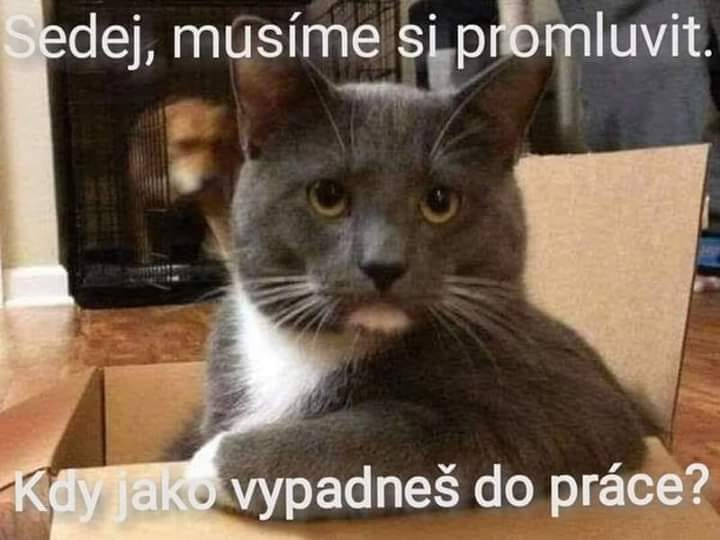 Sedej, musíme si promluvit.
Kdy jako vypadneš do práce?